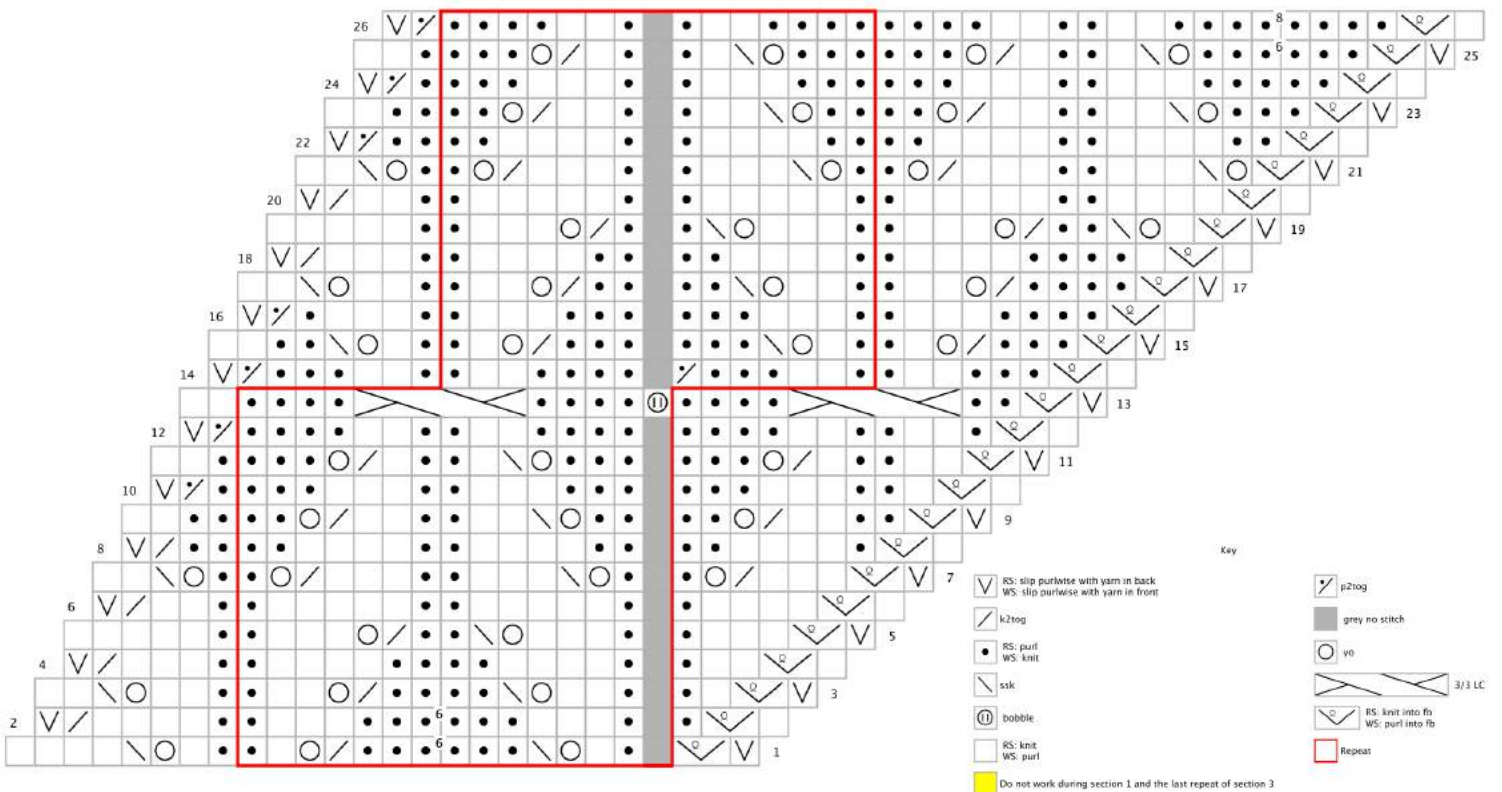 26
8
6
25
24
23
22
21
20
19
18
17
16
15
14
13
12
11
10
9
8
7
6
5
4
3
2
6
6
1
Key
RS: slip purlwise with yarn in back
WS: slip purlwise with yarn in front
k2tog
RS: purl
WS: knit
ssk
bobble
RS: knit
WS: purl
Do not work during section 1 and the last repeat of section 3
p2tog
grey no stitch
yo
3/3 LC
RS: knit into fb
WS: purl into fb
Repeat